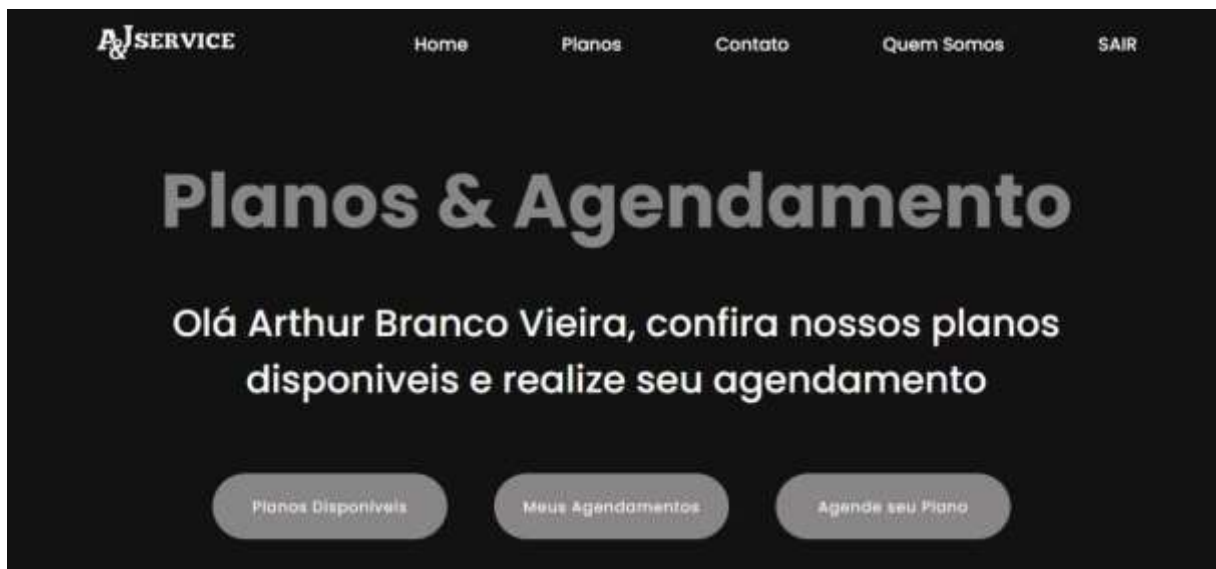 A&J SERVICE
Home Planos Contato Quem Somos SAIR
Planos & Agendamento
Olá Arthur Branco Vieira, confira nossos planos
disponiveis e realize seu agendamento
Planos Disponíveis Meus Agendamentos Agende seu Plano